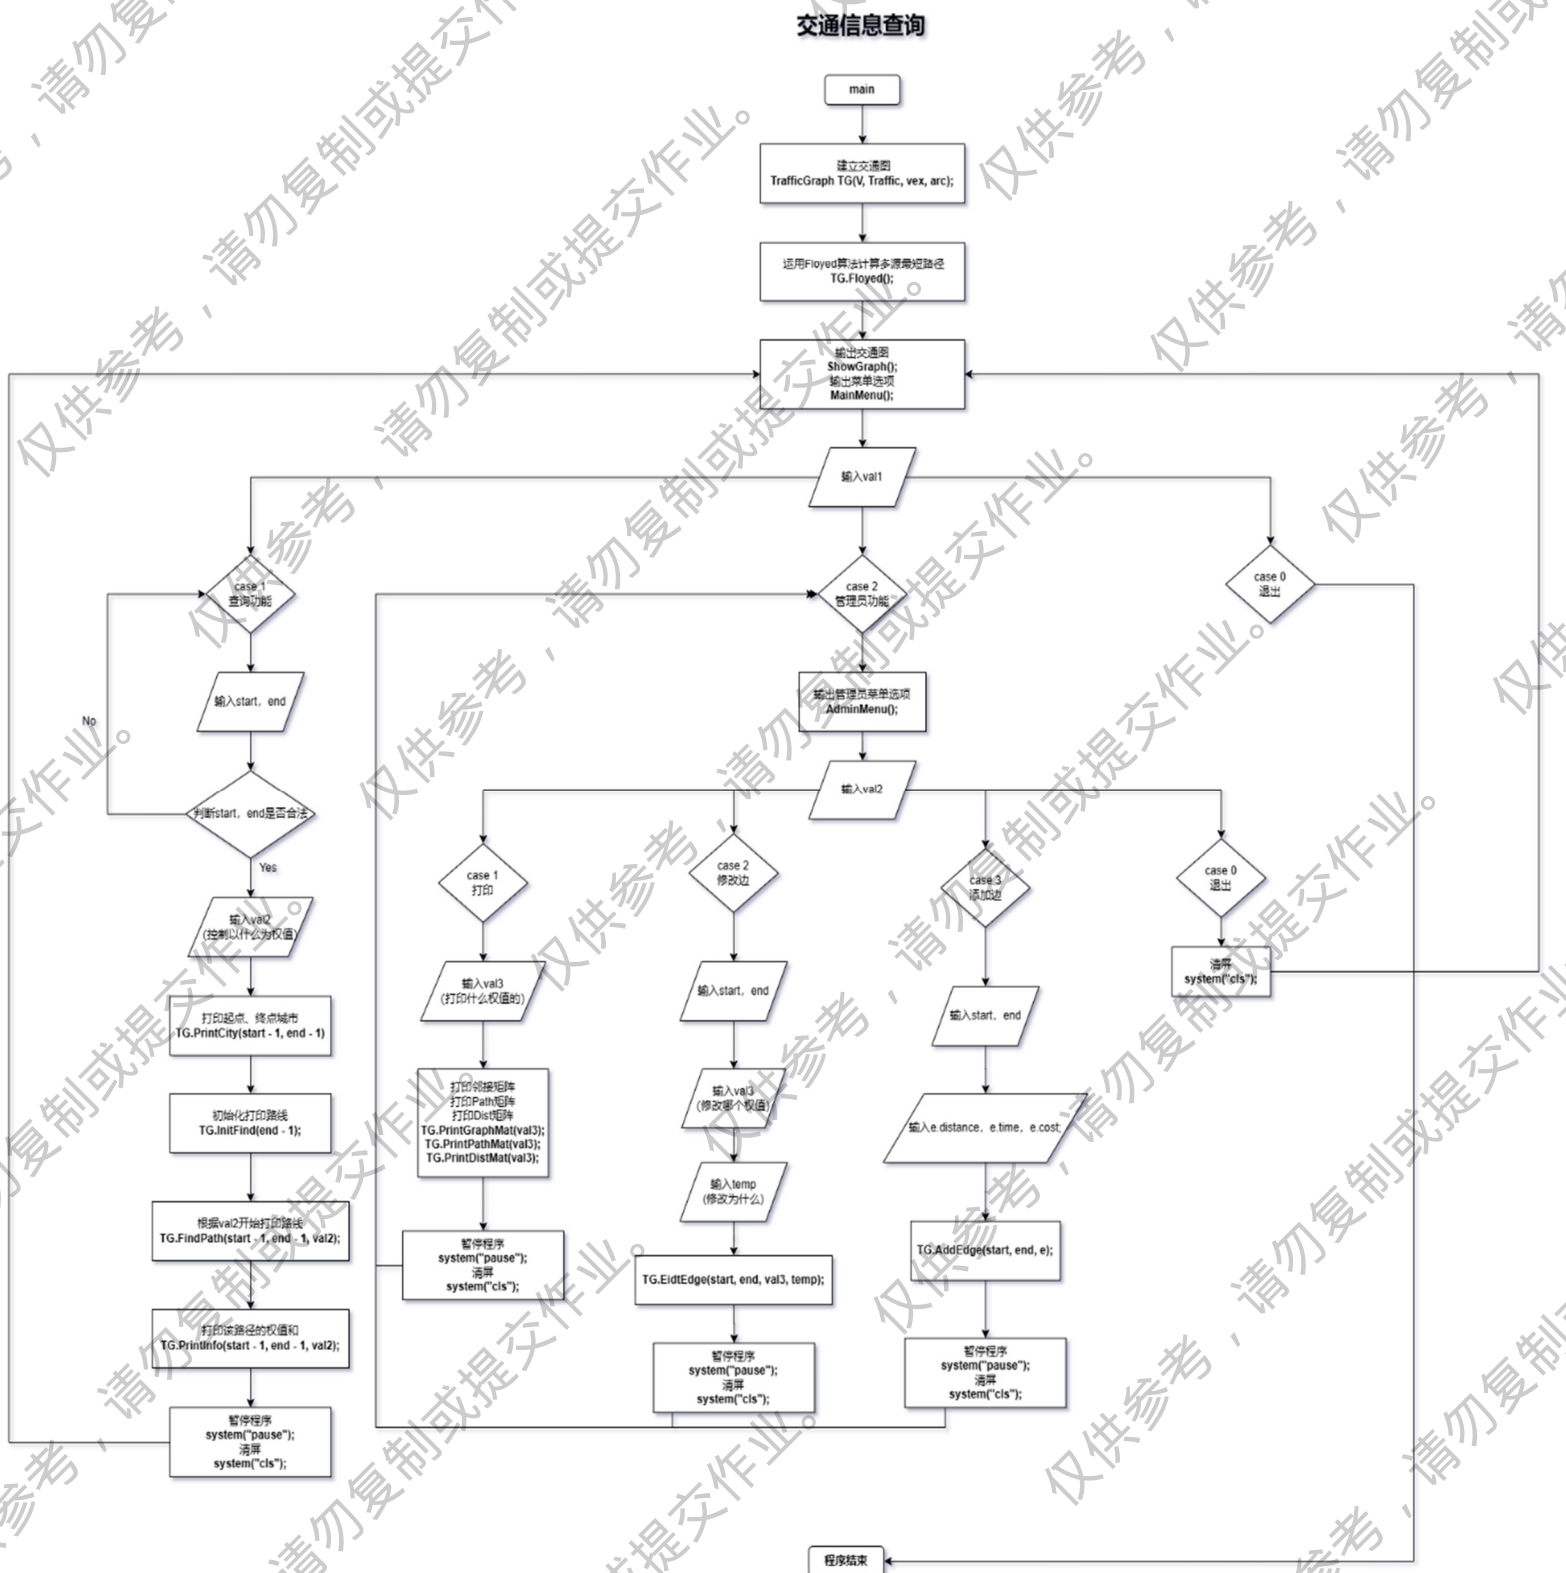 交通信息查询
main
建立交通图
TrafficGraph TG(V, Traffic, vex, arc);
运用Floyed算法计算多源最短路径
TG.Floyed();
输出交通图
ShowGraph();
输出菜单选项
MainMenu();
输入val1
case 1
查询功能
case 2
管理员功能
case 0
退出
输入start，end
No
判断start，end是否合法
Yes
输入val2
(控制以什么为权值)
打印起点、终点城市
TG.PrintCity(start - 1, end - 1)
初始化打印路线
TG.InitFind(end - 1);
根据val2开始打印路线
TG.FindPath(start - 1, end - 1, val2);
打印该路径的权值和
TG.PrintInfo(start - 1, end - 1, val2);
暂停程序
system("pause");
清屏
system("cls");
输出管理员菜单选项
AdminMenu();
输入val2
case 1
打印
输入val3
(打印什么权值的)
打印邻接矩阵
打印Path矩阵
打印Dist矩阵
TG.PrintGraphMat(val3);
TG.PrintPathMat(val3);
TG.PrintDistMat(val3);
暂停程序
system("pause");
清屏
system("cls");
case 2
修改边
输入start，end
输入val3
(修改哪个权值)
输入temp
(修改为什么)
TG.EidtEdge(start, end, val3, temp);
暂停程序
system("pause");
清屏
system("cls");
case 3
添加边
输入start，end
输入e.distance，e.time，e.cost;
TG.AddEdge(start, end, e);
暂停程序
system("pause");
清屏
system("cls");
case 0
退出
清屏
system("cls");
程序结束
仅供参考，请勿复制或提交作业。